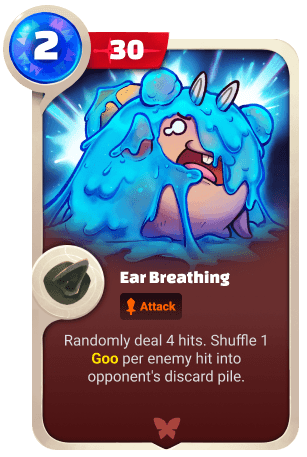 2
30
Ear Breathing
Attack
Randomly deal 4 hits. Shuffle 1
Goo per enemy hit into
opponent's discard pile.